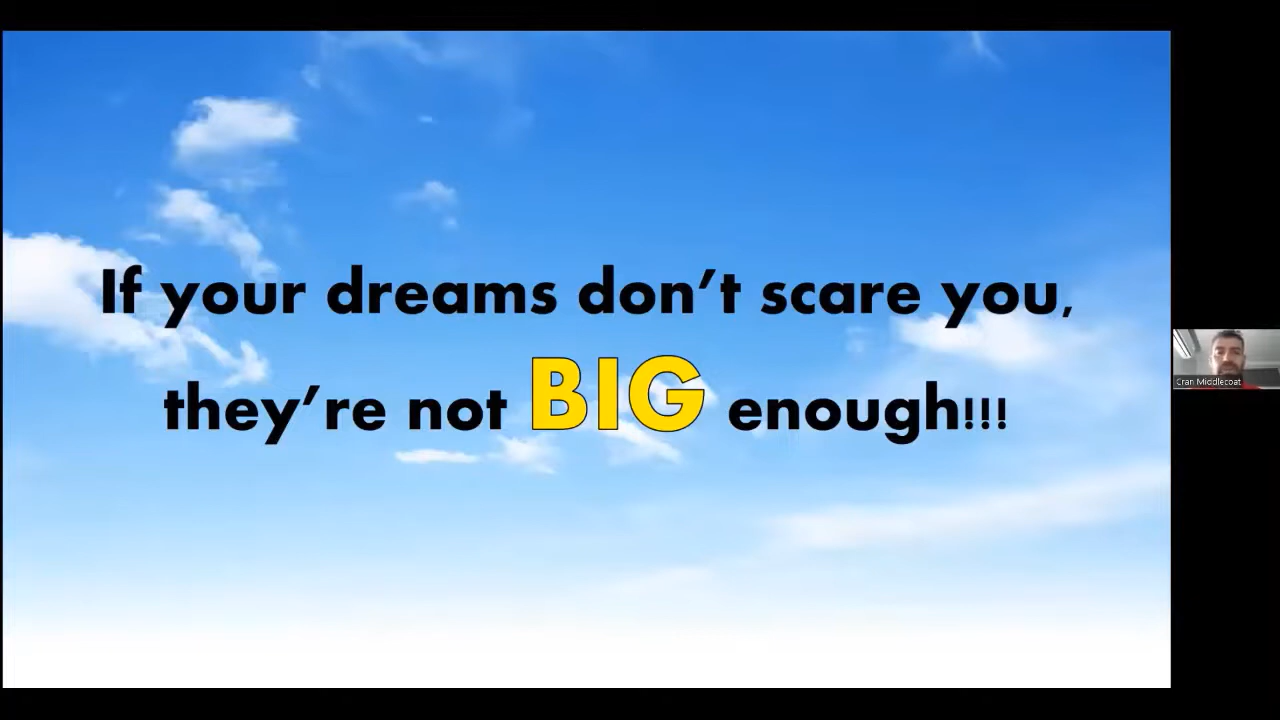 If your dreams don’t scare you,
they’re not BIG enough!!!
Cran Middlecoat